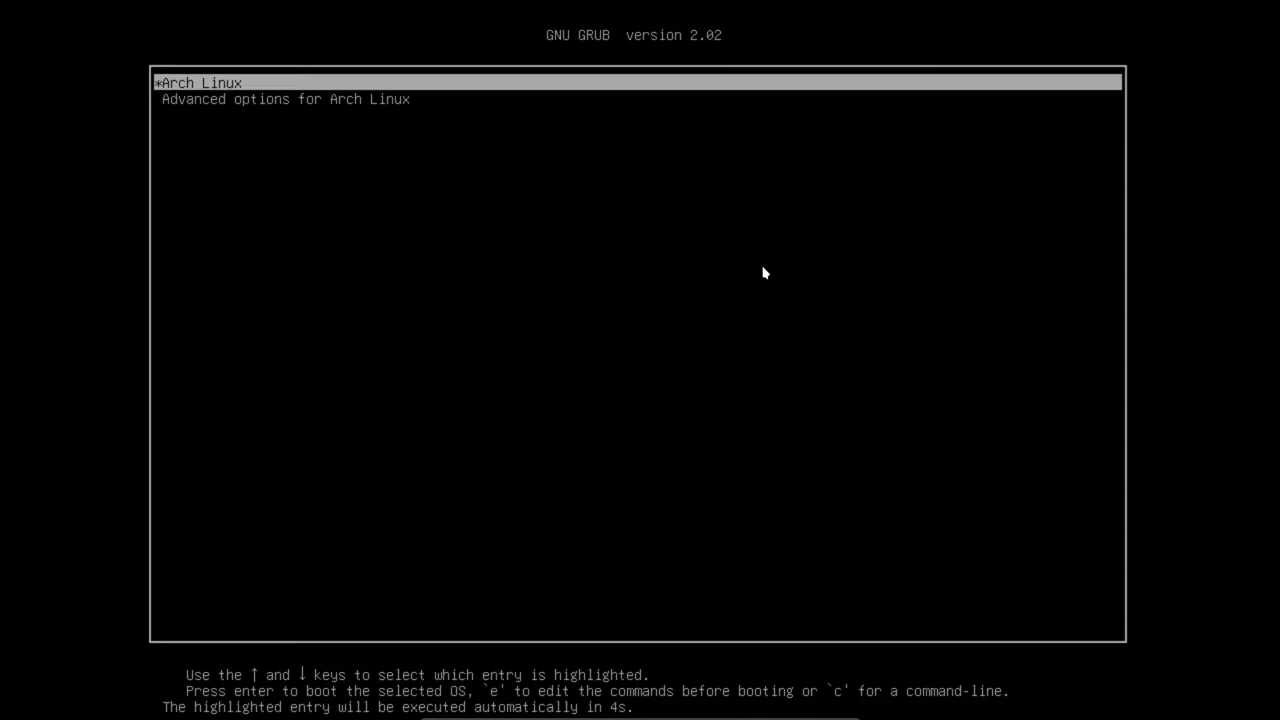 GNU GRUB  version 2.02
*Arch Linux
Advanced options for Arch Linux
Use the ↑ and ↓ keys to select which entry is highlighted.
Press enter to boot the selected OS, `e' to edit the commands before booting or `c' for a command-line.
The highlighted entry will be executed automatically in 4s.